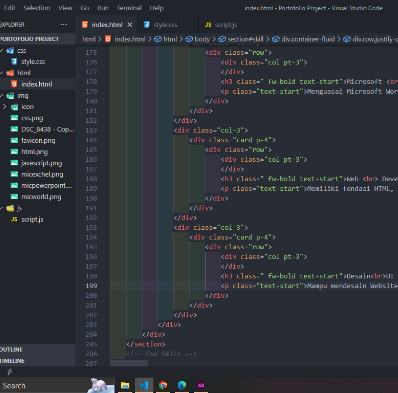 Edit Selection View Go Run Terminal Help
index.html - Portofolio Project - Visual Studio Code
EXPLORER
PORTOFOLIO PROJECT
css
style.css
html
index.html
img
icon
css.png
DSC_8438 - Cop...
favicon.png
html.png
javascript.png
micexchel.png
micpowerpoint....
micworld.png
js
script.js
OUTLINE
TIMELINE
Search
index.html
style.css
script.js
html > index.html > html > body > section#skill > div.container-fluid > div.row.justify-c
175 <div class="row">
176 <div class="col pt-3">
177 </div>
178 <h3 class=" fw-bold text-start">Microsoft <br
179 <p class="text-start">Menguasai Microsoft Wor
180 </div>
181 </div>
182 </div>
183 <div class="col-3">
184 <div class="card p-4">
185 <div class="row">
186 <div class="col pt-3">
187 </div>
188 <h3 class=" fw-bold text-start">Web <br> Deve
189 <p class="text-start">Memiliki fondasi HTML,
190 </div>
191 </div>
192 </div>
193 <div class="col-3">
194 <div class="card p-4">
195 <div class="row">
196 <div class="col pt-3">
197 </div>
198 <h3 class=" fw-bold text-start">Desain<br>UI
199 <p class="text-start">Mampu mendesain Website
200 </div>
201 </div>
202 </div>
203 </div>
204 </div>
205 </section>
206 <!-- End Skill -->
Xd